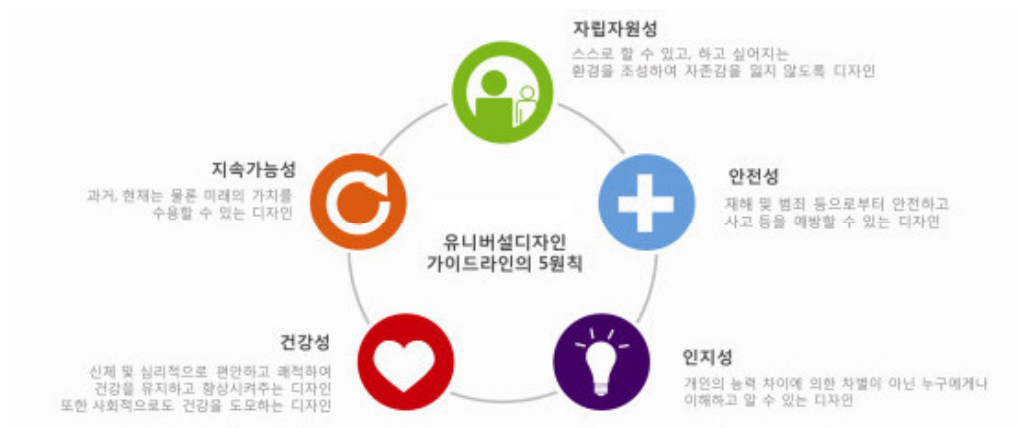 자립자원성
스스로 할 수 있고, 하고 싶어지는
환경을 조성하여 자존감을 잃지 않도록 디자인
안전성
재해 및 범죄 등으로부터 안전하고
사고 등을 예방할 수 있는 디자인
인지성
개인의 능력 차이에 의한 차별이 아닌 누구에게나
이해하고 알 수 있는 디자인
건강성
신체 및 심리적으로 편안하고 쾌적하여
건강을 유지하고 향상시켜주는 디자인
또한 사회적으로도 건강을 도모하는 디자인
지속가능성
과거, 현재는 물론 미래의 가치를
수용할 수 있는 디자인
유니버설디자인
가이드라인의 5원칙